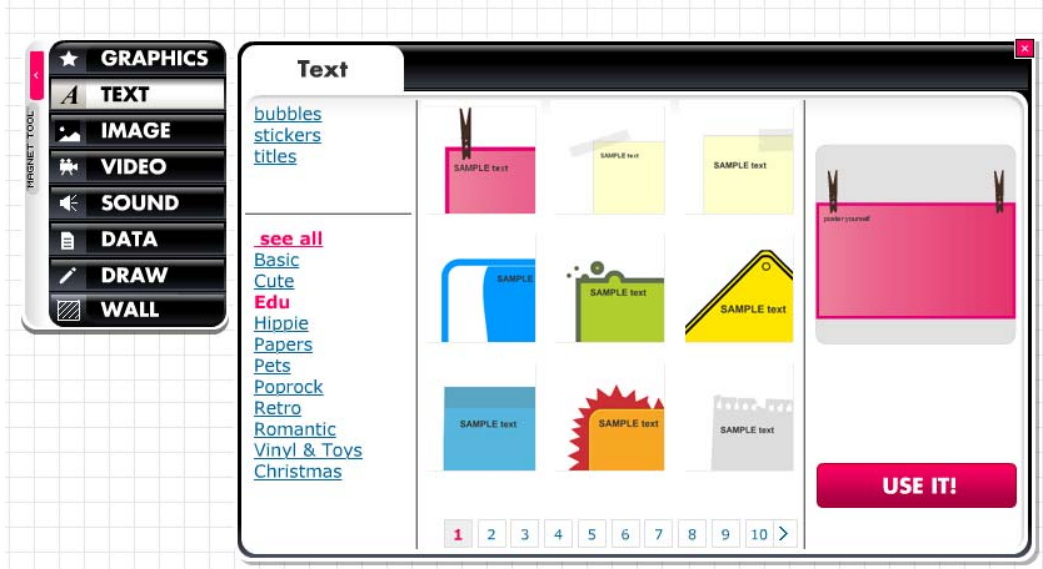 MAGNET TOOL
GRAPHICS
TEXT
IMAGE
VIDEO
SOUND
DATA
DRAW
WALL
Text
bubbles
stickers
titles
see all
Basic
Cute
Edu
Hippie
Papers
Pets
Poprock
Retro
Romantic
Vinyl & Toys
Christmas
SAMPLE text
SAMPLE text
SAMPLE text
SAMPLE
SAMPLE text
SAMPLE text
SAMPLE text
SAMPLE text
SAMPLE text
1 2 3 4 5 6 7 8 9 10 >
poster yourself
USE IT!